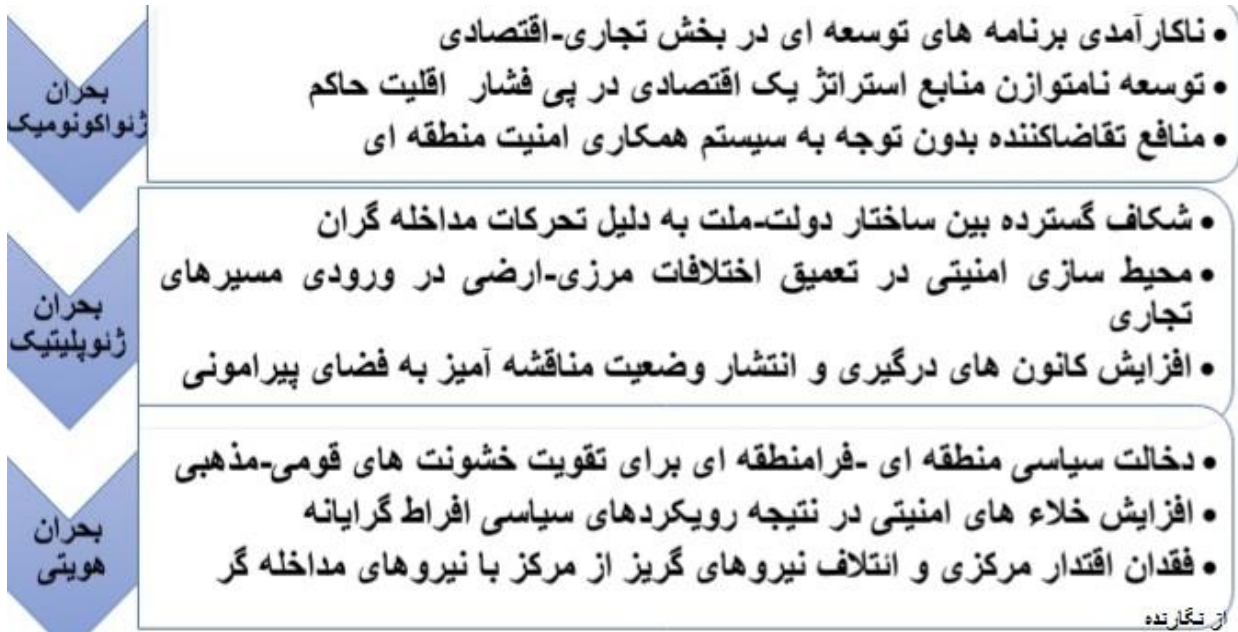 بحران
ژئواکونومیک
• ناکارآمدی برنامه های توسعه ای در بخش تجاری-اقتصادی
• توسعه نامتوازن منابع استراتژ یک اقتصادی در پی فشار اقلیت حاکم
• منافع تقاضاکننده بدون توجه به سیستم همکاری امنیت منطقه ای
بحران
ژئوپلیتیک
• شکاف گسترده بین ساختار دولت-ملت به دلیل تحرکات مداخله گران
• محیط سازی امنیتی در تعمیق اختلافات مرزی-ارضی در ورودی مسیرهای
تجاری
• افزایش کانون های درگیری و انتشار وضعیت مناقشه آمیز به فضای پیرامونی
بحران
هویتی
• دخالت سیاسی منطقه ای -فرامنطقه ای برای تقویت خشونت های قومی-مذهبی
• افزایش خلاء های امنیتی در نتیجه رویکردهای سیاسی افراط گرایانه
• فقدان اقتدار مرکزی و ائتلاف نیروهای گریز از مرکز با نیروهای مداخله گر
از نگارنده